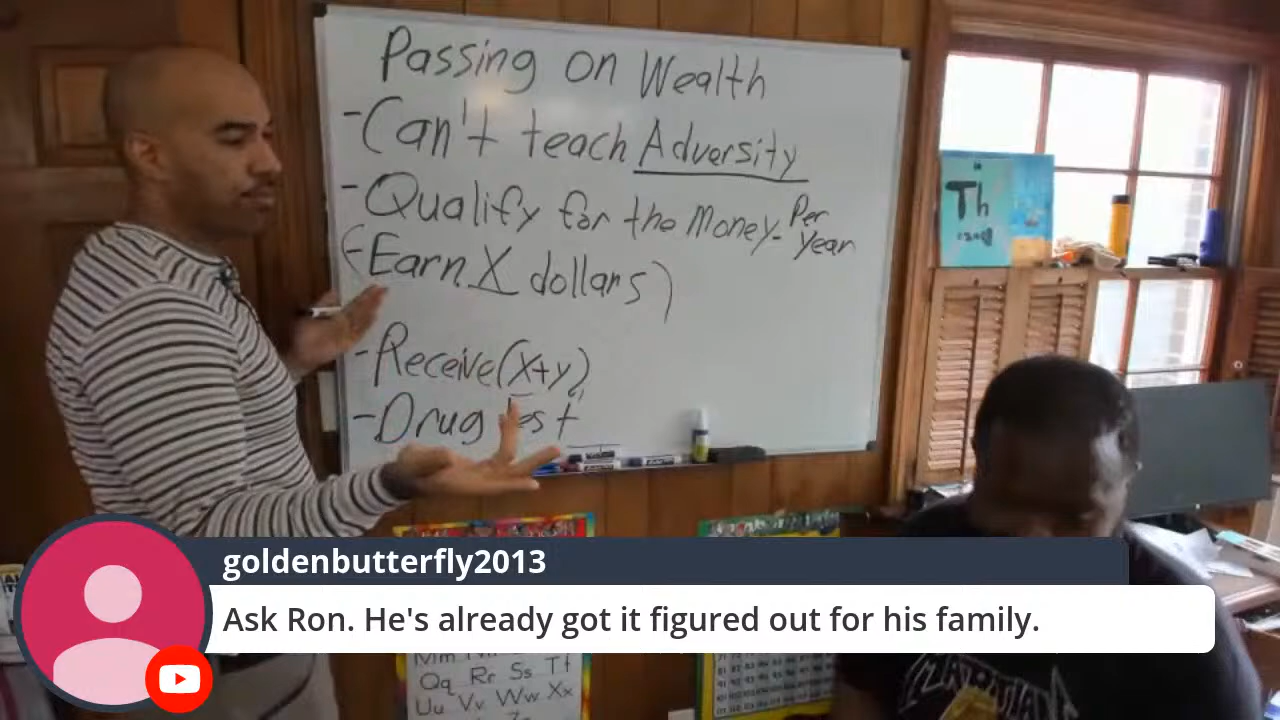 Passing on Wealth
- Can't teach Adversity
- Qualify for the Money - Per year
(- Earn X dollars)
- Receive (x+y)
- Drug test
Th
goldenbutterfly2013
Ask Ron. He's already got it figured out for his family.
Qq Rr Ss Tt
Uu Vv Ww Xx